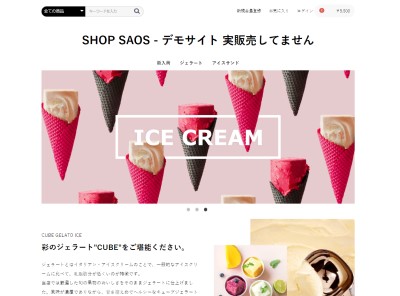 全ての商品
キーワードを入力
新規会員登録 お気に入り ログイン 0 ￥0,000
SHOP SAOS - デモサイト 実販売してません
新入荷 ジェラート アイスサンド
ICE CREAM
CUBE GELATO ICE
彩のジェラート"CUBE"をご堪能ください。
ジェラートとはイタリアン・アイスクリームのことで、一般的なアイスクリ
ームに比べて、乳脂肪分が低いのが特徴です。